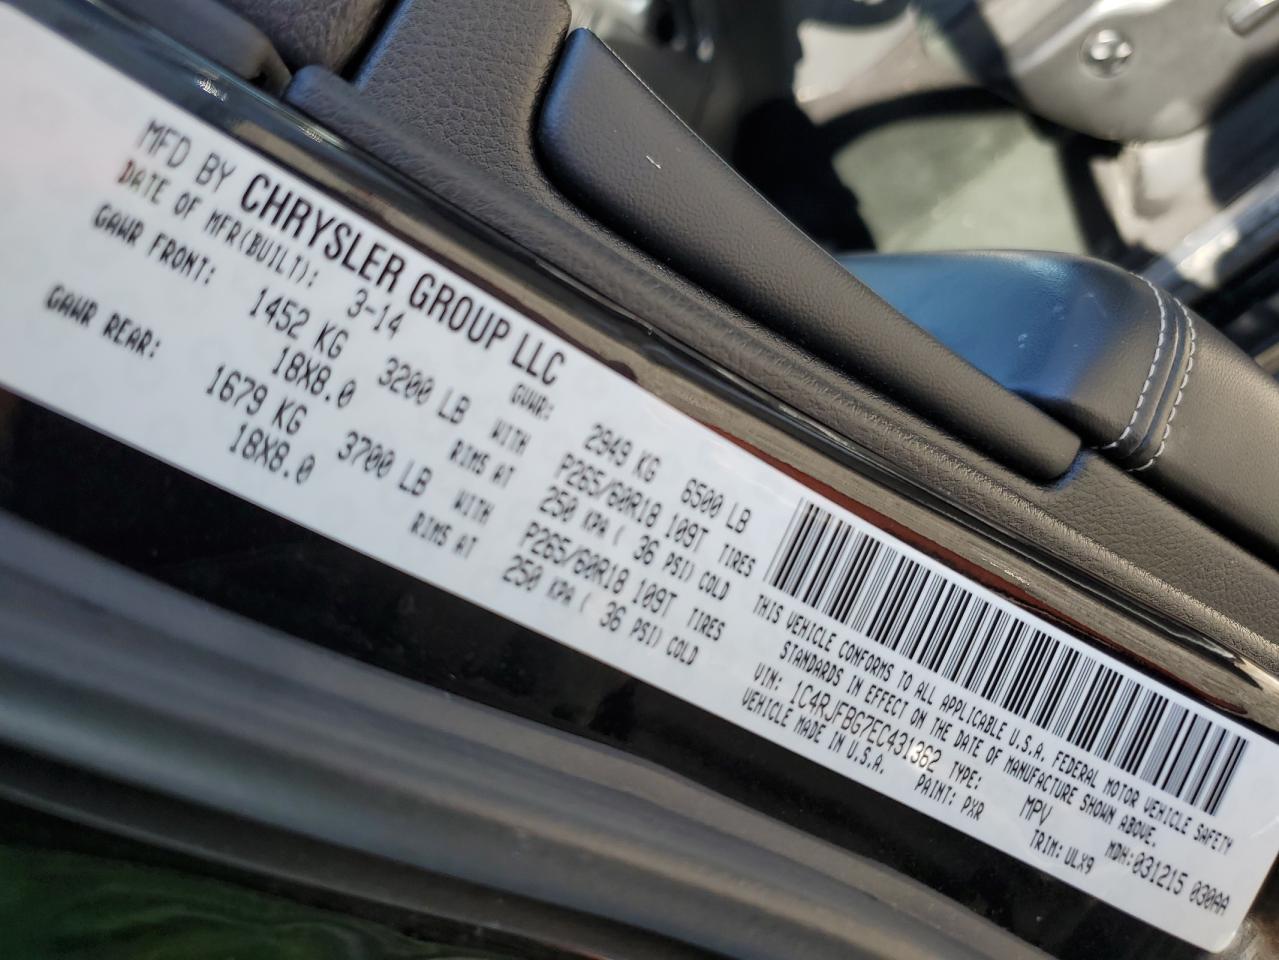 MFD BY CHRYSLER GROUP LLC
DATE OF MFR(BUILT): 3-14 GVWR: 2949 KG 6500 LB
GAWR FRONT: 1452 KG 3200 LB WITH P265/60R18 109T TIRES
18X8.0 RIMS AT 250 KPA ( 36 PSI) COLD
GAWR REAR: 1679 KG 3700 LB WITH P265/60R18 109T TIRES
18X8.0 RIMS AT 250 KPA ( 36 PSI) COLD
THIS VEHICLE CONFORMS TO ALL APPLICABLE U.S.A. FEDERAL MOTOR VEHICLE SAFETY
STANDARDS IN EFFECT ON THE DATE OF MANUFACTURE SHOWN ABOVE.
VIN: 1C4RJFBG7EC431362 TYPE: MPV MDH: 031215 030AA
VEHICLE MADE IN U.S.A. PAINT: PXR TRIM: ULX9